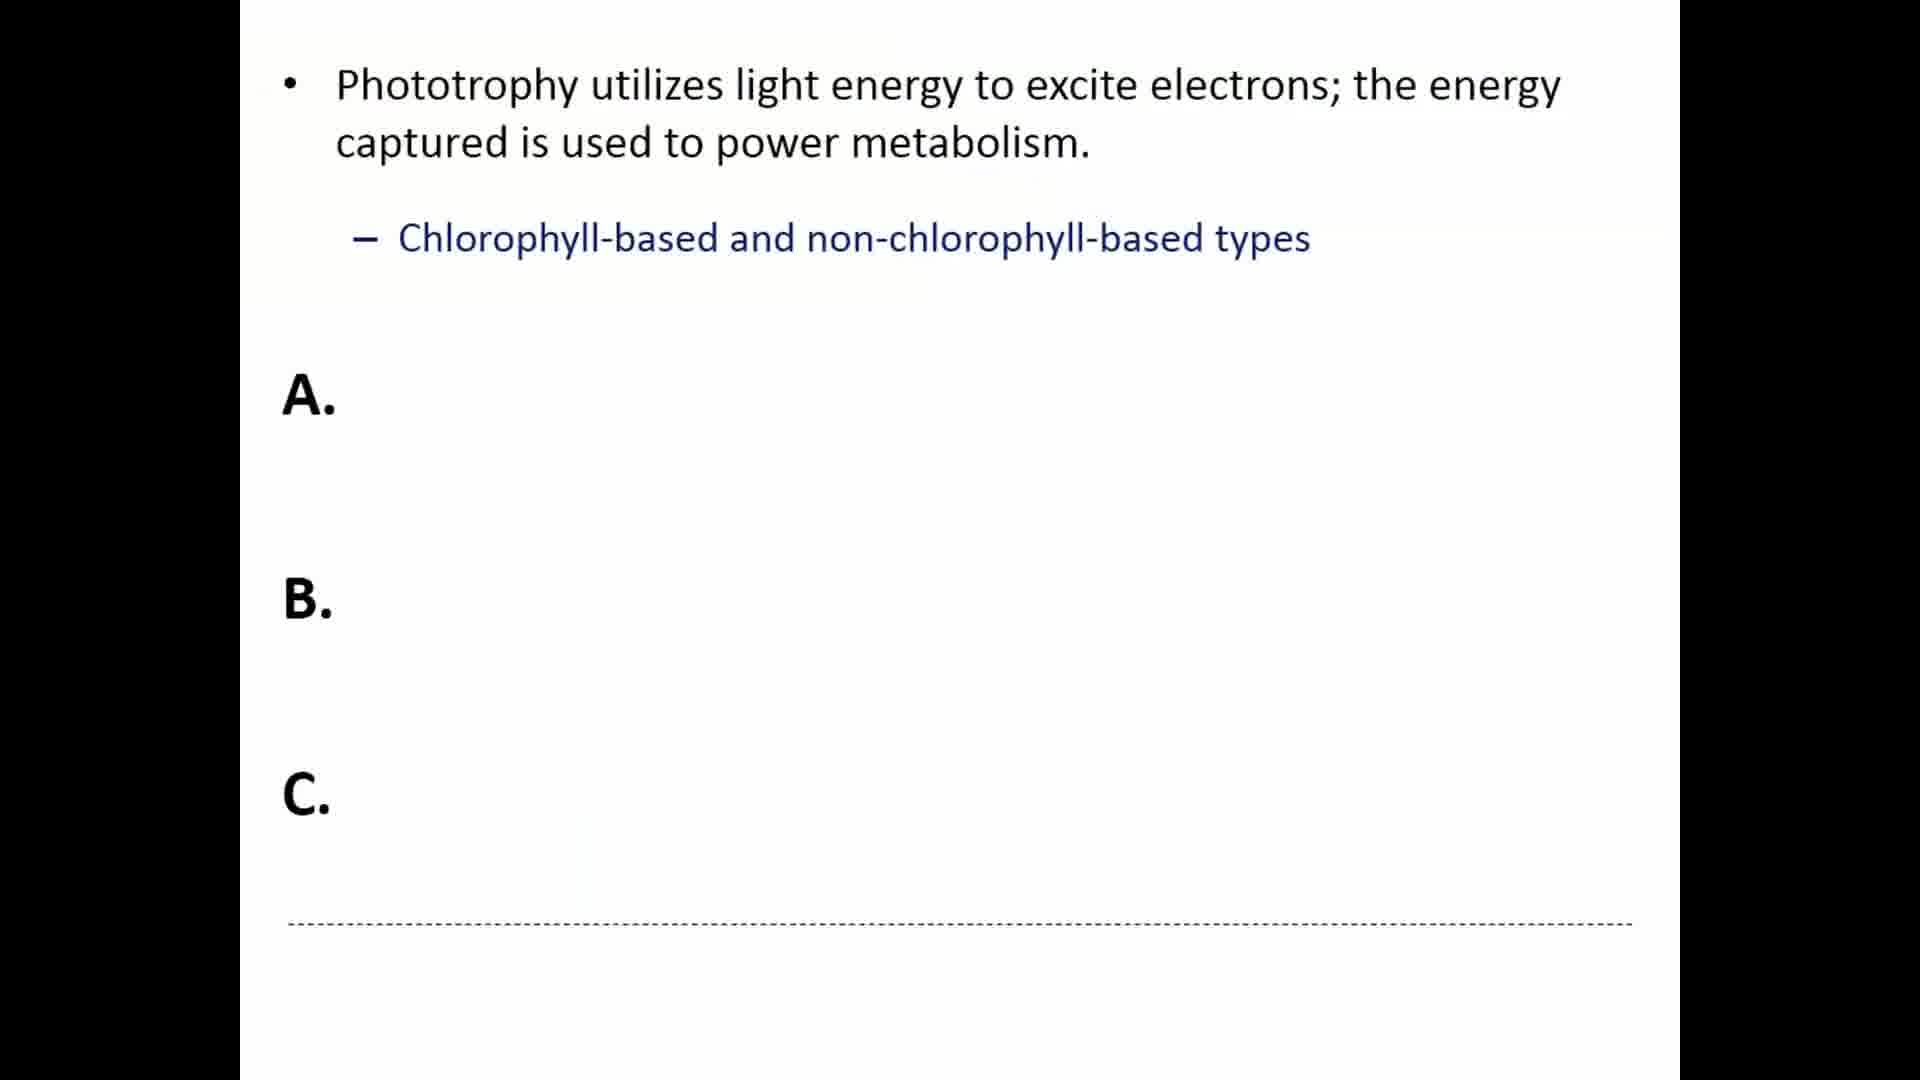 • Phototrophy utilizes light energy to excite electrons; the energy
captured is used to power metabolism.
– Chlorophyll-based and non-chlorophyll-based types
A.
B.
C.